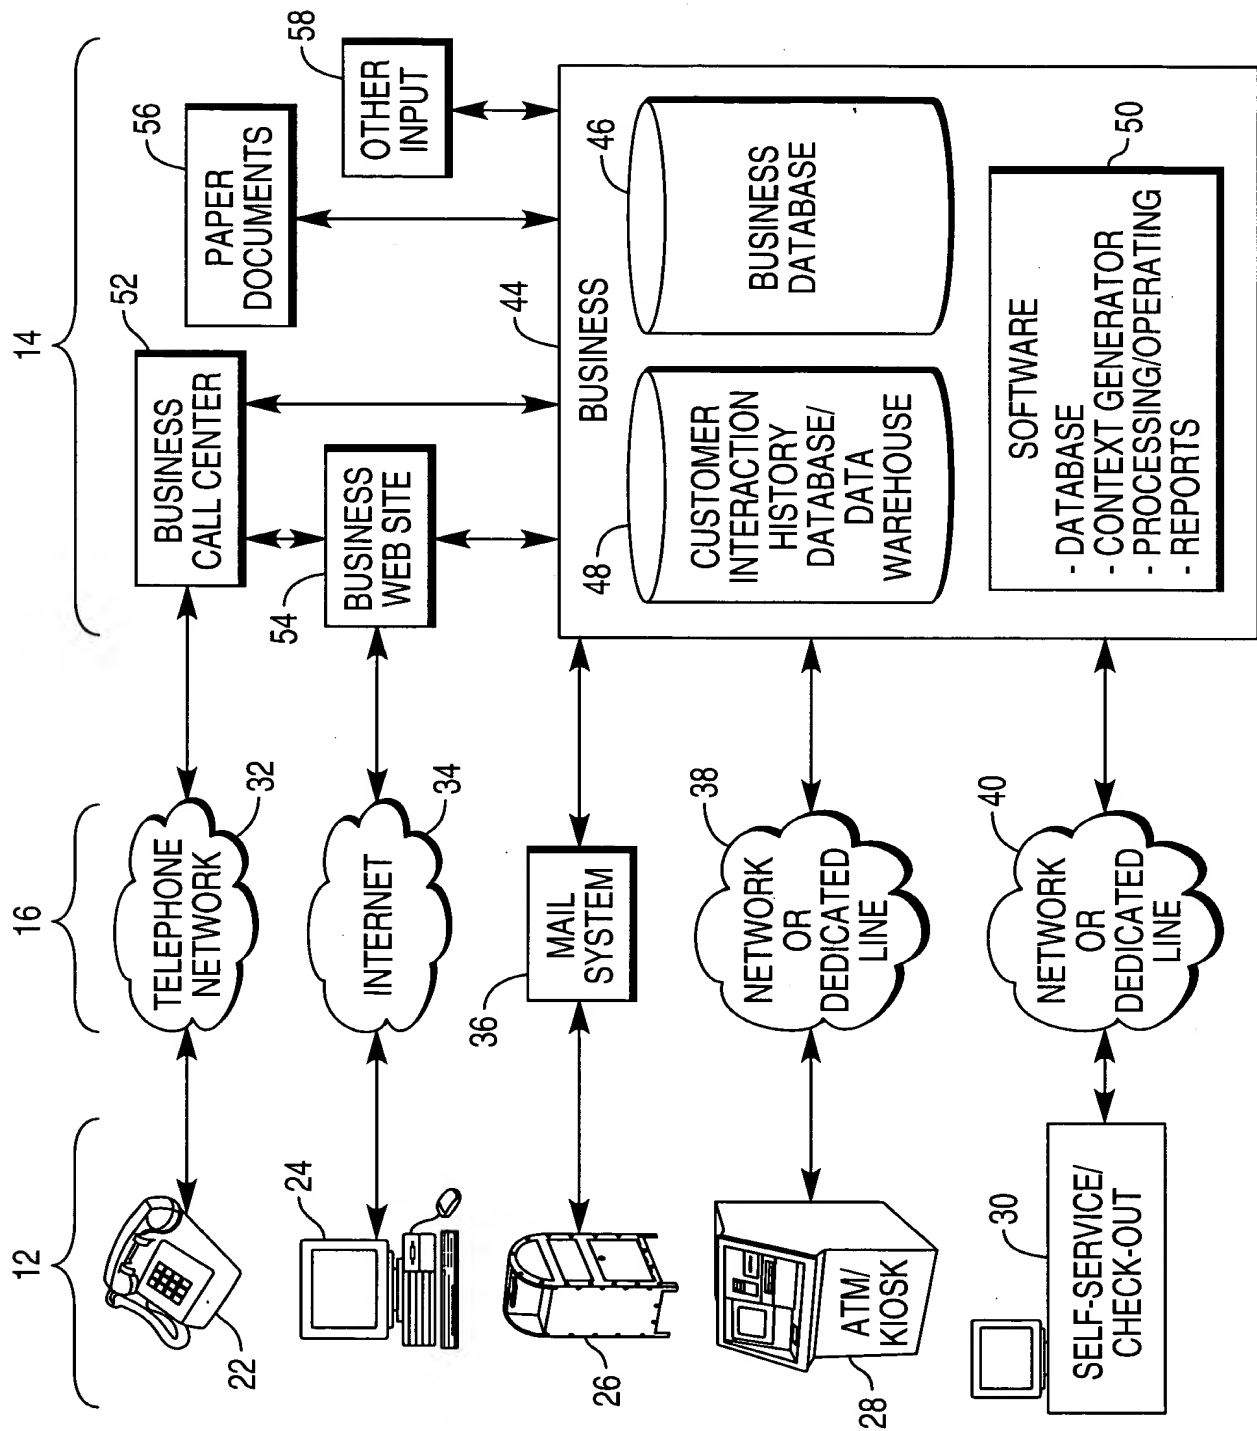 12
16
14
22
TELEPHONE
NETWORK
32
BUSINESS
CALL CENTER
52
PAPER
DOCUMENTS
56
24
INTERNET
34
54
BUSINESS
WEB SITE
OTHER
INPUT
58
26
36
MAIL
SYSTEM
44
BUSINESS
48
CUSTOMER
INTERACTION
HISTORY
DATABASE/
DATA
WAREHOUSE
46
BUSINESS
DATABASE
28
ATM/
KIOSK
38
NETWORK
OR
DEDICATED
LINE
30
SELF-SERVICE/
CHECK-OUT
40
NETWORK
OR
DEDICATED
LINE
SOFTWARE
- DATABASE
- CONTEXT GENERATOR
- PROCESSING/OPERATING
- REPORTS
50